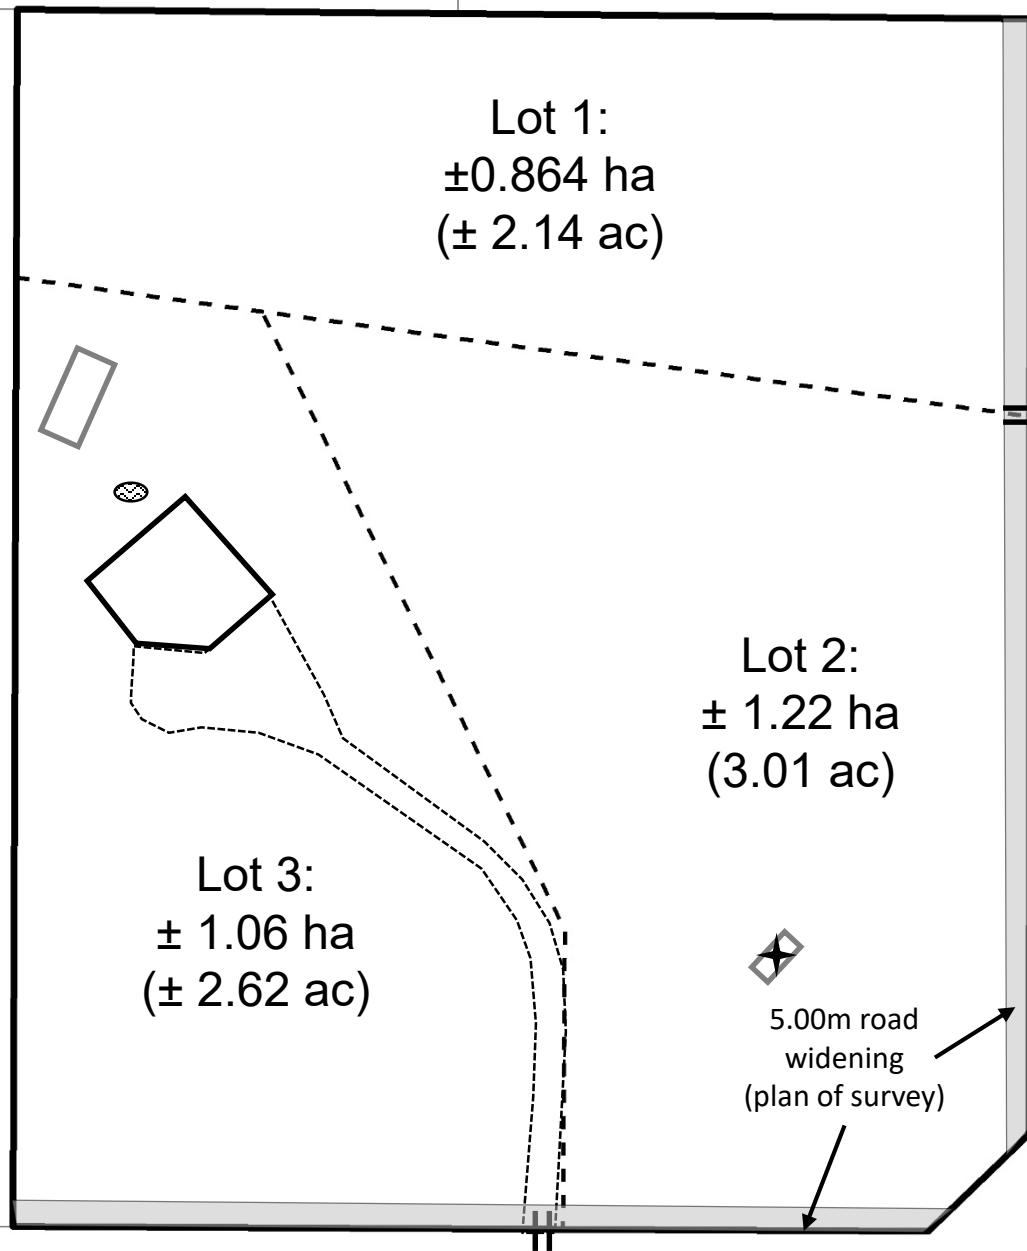 Lot 1:
±0.864 ha
(± 2.14 ac)
Lot 2:
± 1.22 ha
(3.01 ac)
Lot 3:
± 1.06 ha
(± 2.62 ac)
5.00m road
widening
(plan of survey)